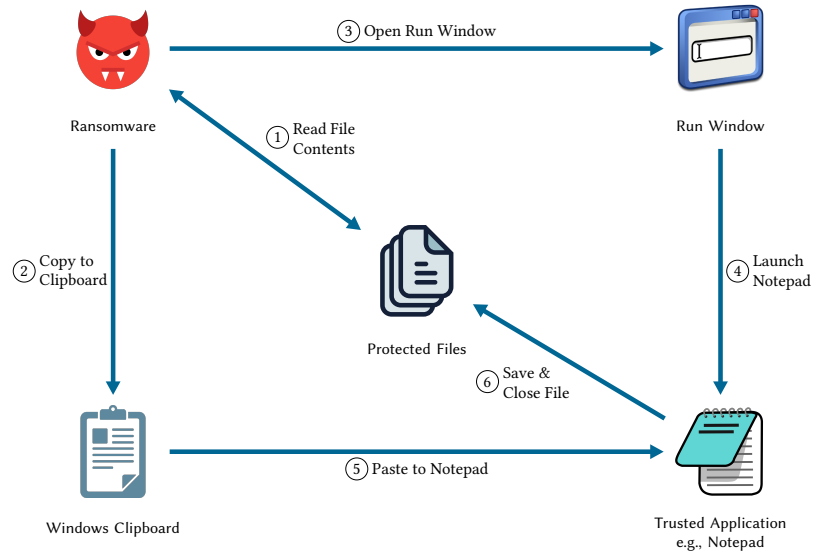 ③ Open Run Window
Ransomware
Run Window
① Read File
Contents
② Copy to
Clipboard
④ Launch
Notepad
Protected Files
⑥ Save &
Close File
⑤ Paste to Notepad
Windows Clipboard
Trusted Application
e.g., Notepad